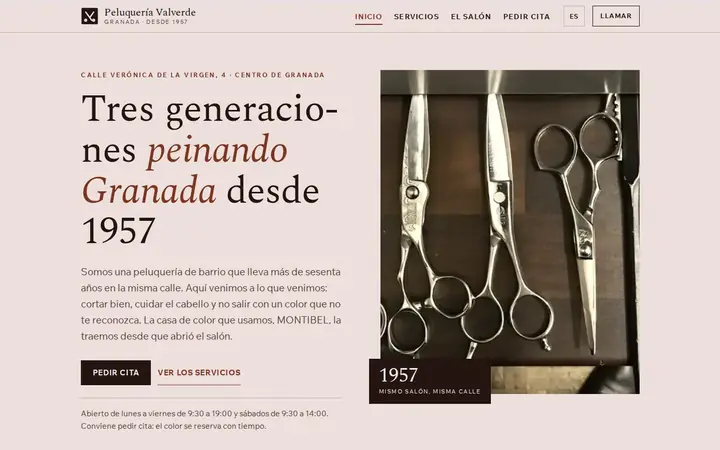 Peluquería Valverde
GRANADA · DESDE 1957
INICIO SERVICIOS EL SALÓN PEDIR CITA ES LLAMAR
CALLE VERÓNICA DE LA VIRGEN, 4 · CENTRO DE GRANADA
Tres generacio-
nes peinando
Granada desde
1957
Somos una peluquería de barrio que lleva más de sesenta
años en la misma calle. Aquí venimos a lo que venimos:
cortar bien, cuidar el cabello y no salir con un color que no
te reconozca. La casa de color que usamos, MONTIBEL, la
traemos desde que abrió el salón.
PEDIR CITA VER LOS SERVICIOS
Abierto de lunes a viernes de 9:30 a 19:00 y sábados de 9:30 a 14:00.
Conviene pedir cita: el color se reserva con tiempo.
1957
MISMO SALÓN, MISMA CALLE